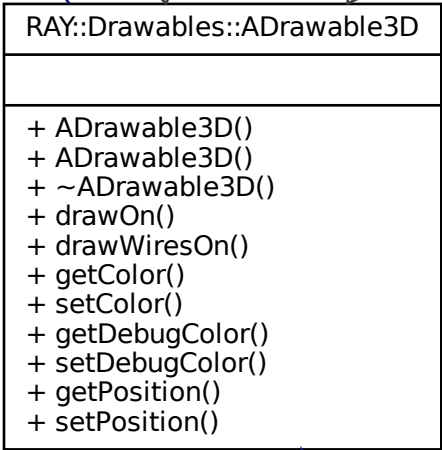 RAY::Drawables::ADrawable3D
+ ADrawable3D()
+ ADrawable3D()
+ ~ADrawable3D()
+ drawOn()
+ drawWiresOn()
+ getColor()
+ setColor()
+ getDebugColor()
+ setDebugColor()
+ getPosition()
+ setPosition()